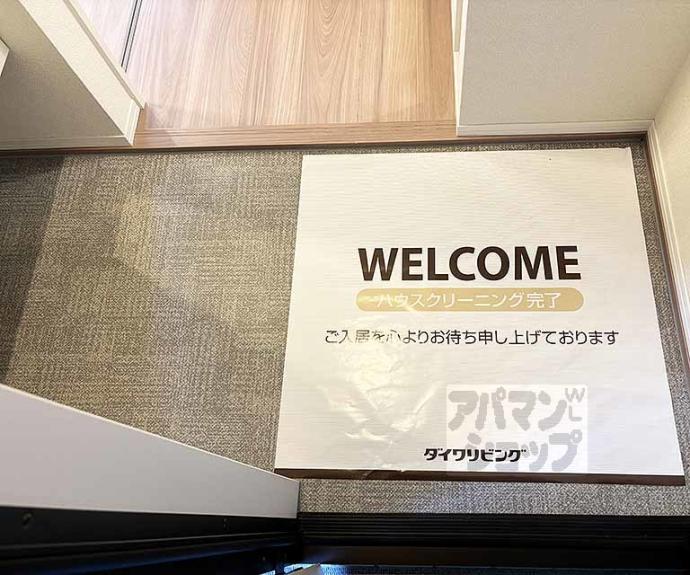 WELCOME
ハウスクリーニング完了
ご入居を心よりお待ち申し上げております
アパマン
ショップ
WL
ダイワリビング